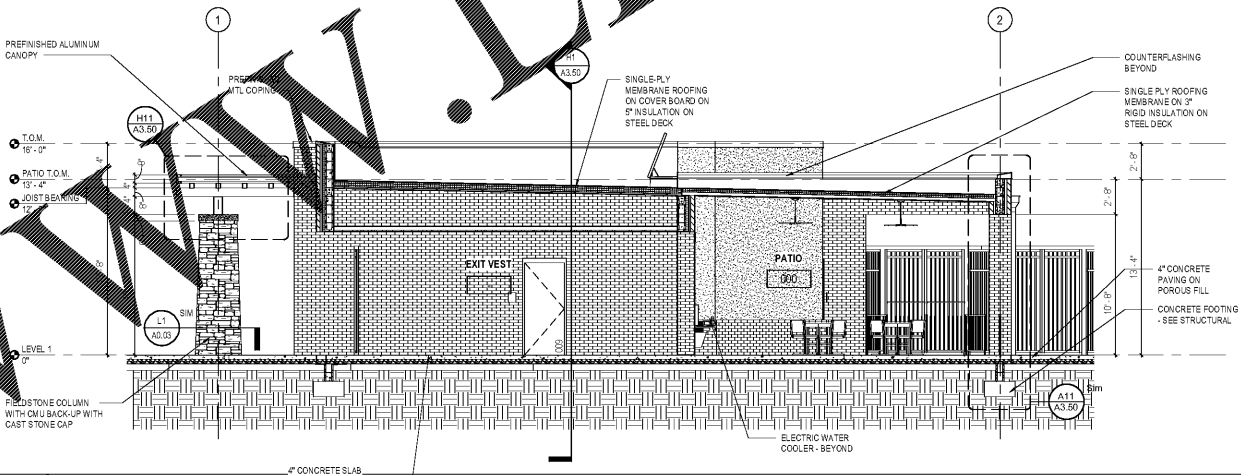 1
2
PREFINISHED ALUMINUM
CANOPY
MTL COPING
H1
A3.50
SINGLE-PLY
MEMBRANE ROOFING
ON COVER BOARD ON
5" INSULATION ON
STEEL DECK
COUNTERFLASHING
BEYOND
SINGLE PLY ROOFING
MEMBRANE ON 3"
RIGID INSULATION ON
STEEL DECK
H11
A3.50
T.O.M.
16' - 0"
PATIO T.O.M.
13' - 4"
JOIST BEARING
2' - 8"
2' - 8"
13' - 4"
10' - 8"
EXIT VEST
PATIO
000
009
L1
A0.03
SIM
LEVEL 1
0"
4" CONCRETE
PAVING ON
POROUS FILL
CONCRETE FOOTING
- SEE STRUCTURAL
FIELDSTONE COLUMN
WITH CMU BACK-UP WITH
CAST STONE CAP
A11
A3.50
Sim
ELECTRIC WATER
COOLER - BEYOND
4" CONCRETE SLAB
WWW.